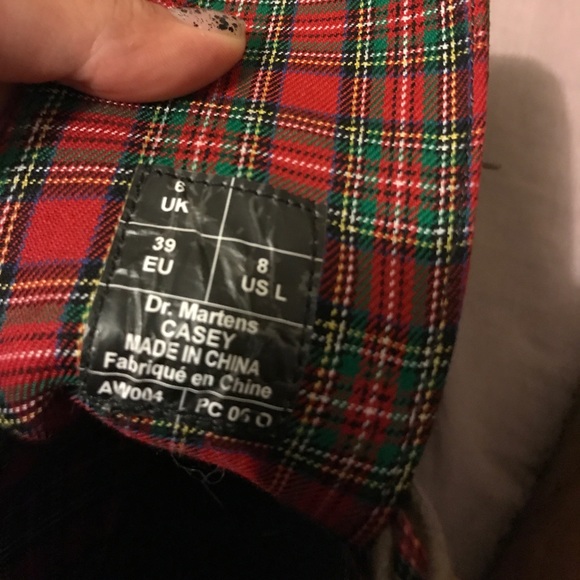 6
UK
39
EU
8
US L
Dr. Martens
CASEY
MADE IN CHINA
Fabriqué en Chine
AW004 PC 06 O